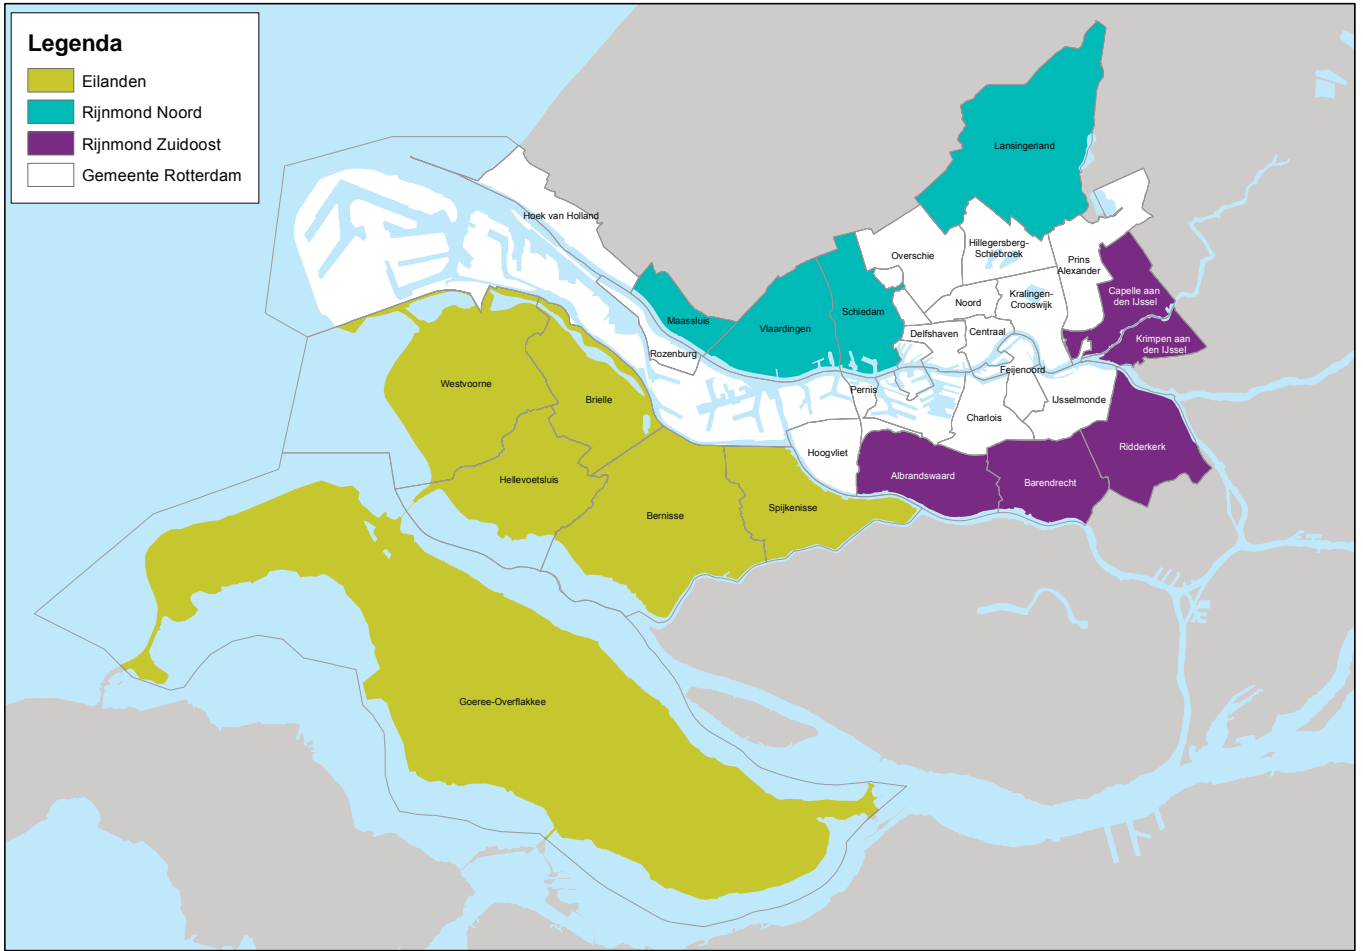 Legenda
Eilanden
Rijnmond Noord
Rijnmond Zuidoost
Gemeente Rotterdam
Lansingerland
Hoek van Holland
Overschie
Hillegersberg-
Schiebroek
Prins
Alexander
Capelle aan
den IJssel
Noord
Kralingen-
Crooswijk
Maassluis
Vlaardingen
Schiedam
Delfshaven
Centraal
Krimpen aan
den IJssel
Rozenburg
Feijenoord
Westvoorne
Brielle
Pernis
Charlois
IJsselmonde
Hoogvliet
Ridderkerk
Hellevoetsluis
Albrandswaard
Barendrecht
Bernisse
Spijkenisse
Goeree-Overflakkee